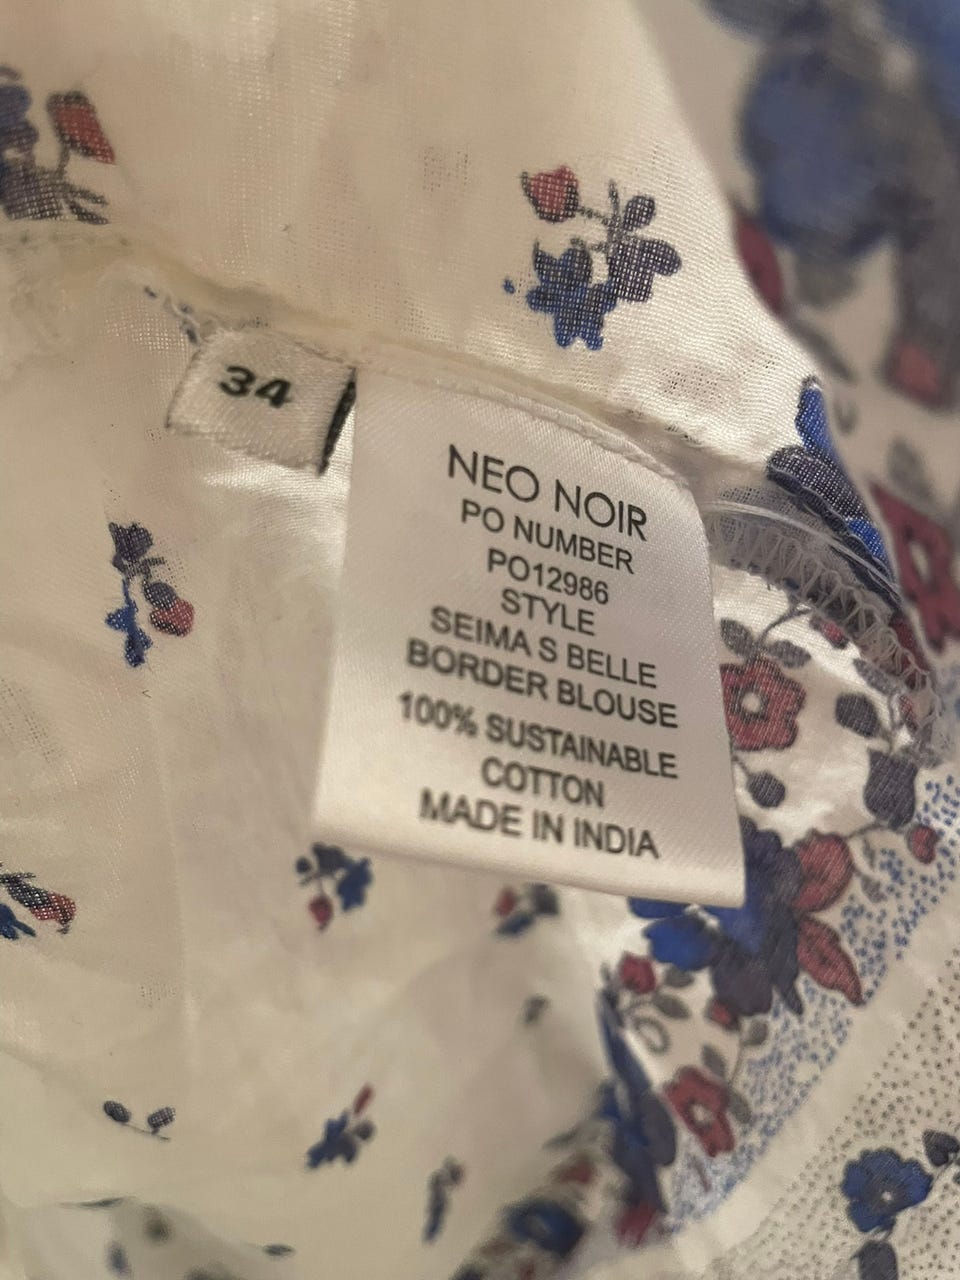 34
NEO NOIR
PO NUMBER
PO12986
STYLE
SEIMA S BELLE
BORDER BLOUSE
100% SUSTAINABLE
COTTON
MADE IN INDIA